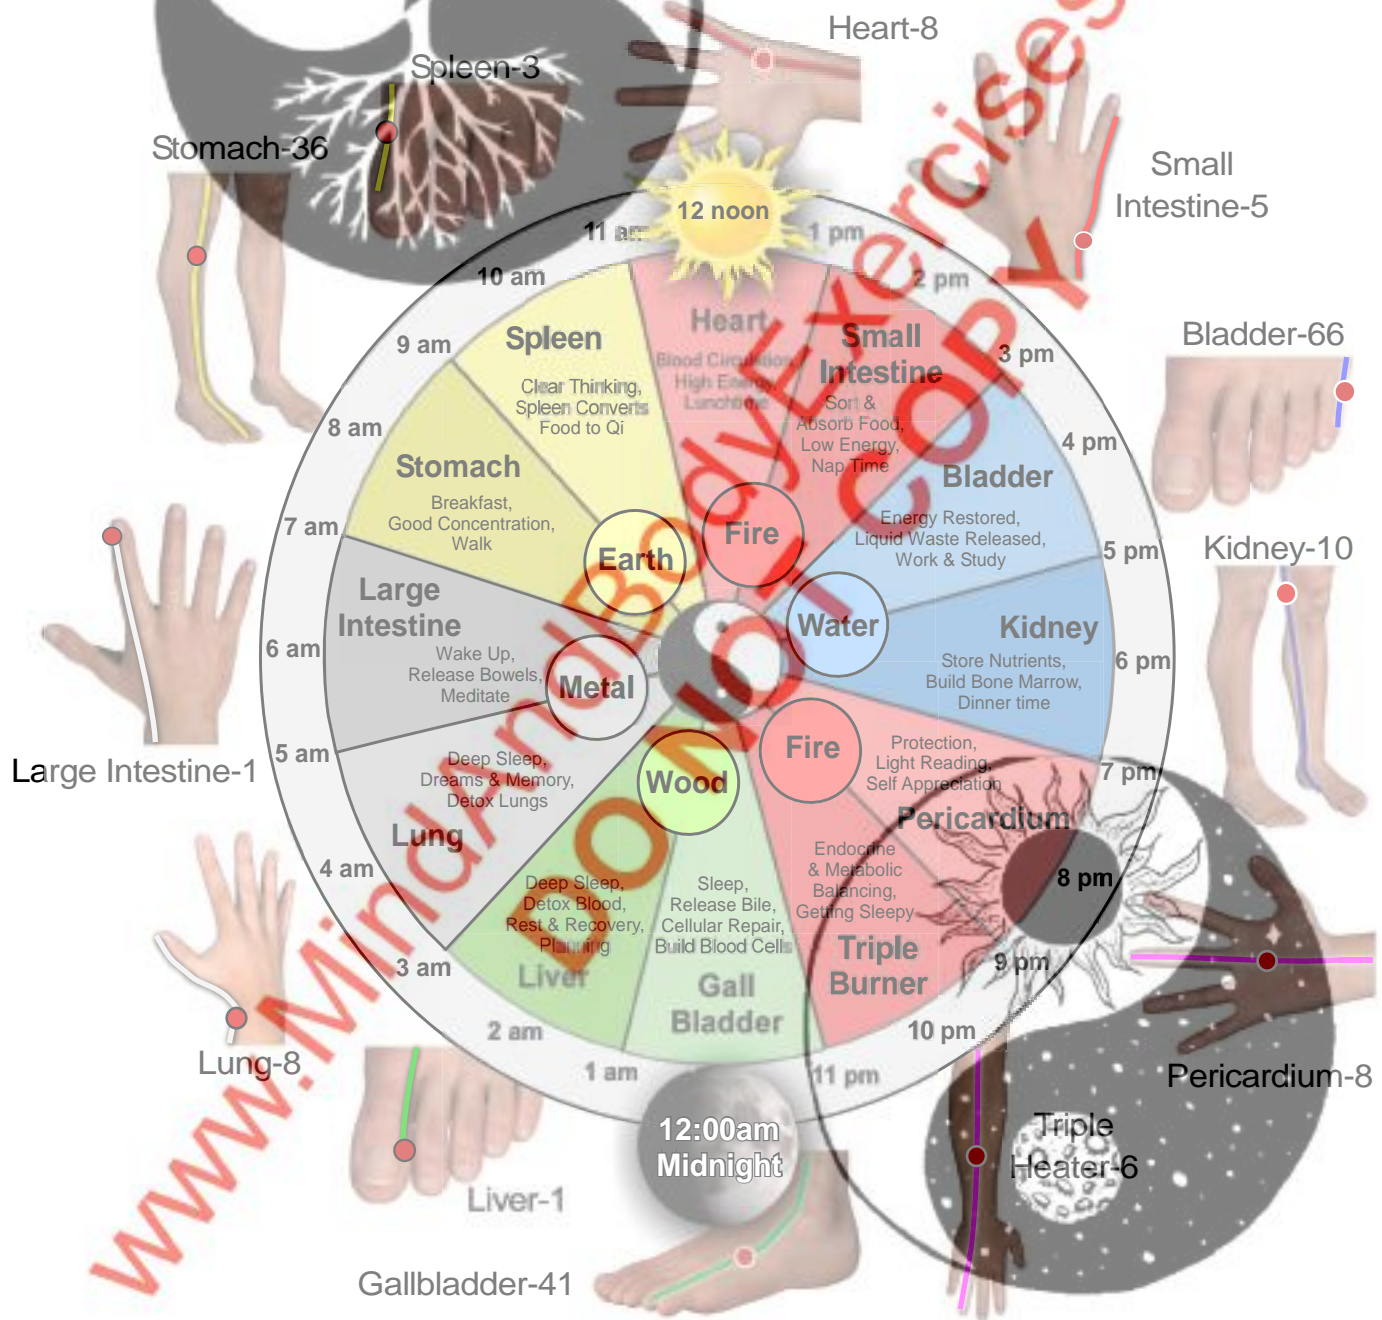 Heart-8
Spleen-3
Stomach-36
Small
Intestine-5
12 noon
11 am
1 pm
10 am
2 pm
9 am
3 pm
8 am
4 pm
7 am
5 pm
6 am
6 pm
5 am
7 pm
4 am
8 pm
3 am
9 pm
2 am
10 pm
1 am
11 pm
12:00am
Midnight
Heart
Blood Circulation,
High Energy,
Lunchtime
Small
Intestine
Sort &
Absorb Food,
Low Energy,
Nap Time
Bladder
Energy Restored,
Liquid Waste Released,
Work & Study
Kidney
Store Nutrients,
Build Bone Marrow,
Dinner time
Protection,
Light Reading,
Self Appreciation
Pericardium
Endocrine
& Metabolic
Balancing,
Getting Sleepy
Triple
Burner
Sleep,
Release Bile,
Cellular Repair,
Build Blood Cells
Gall
Bladder
Deep Sleep,
Detox Blood,
Rest & Recovery,
Planning
Liver
Deep Sleep,
Dreams & Memory,
Detox Lungs
Lung
Large
Intestine
Wake Up,
Release Bowels,
Meditate
Stomach
Breakfast,
Good Concentration,
Walk
Spleen
Clear Thinking,
Spleen Converts
Food to Qi
Earth
Fire
Water
Fire
Wood
Metal
Bladder-66
Kidney-10
Large Intestine-1
Lung-8
Liver-1
Gallbladder-41
Pericardium-8
Triple
Heater-6
www.MindAndBodyExercises
DO NOT COPY